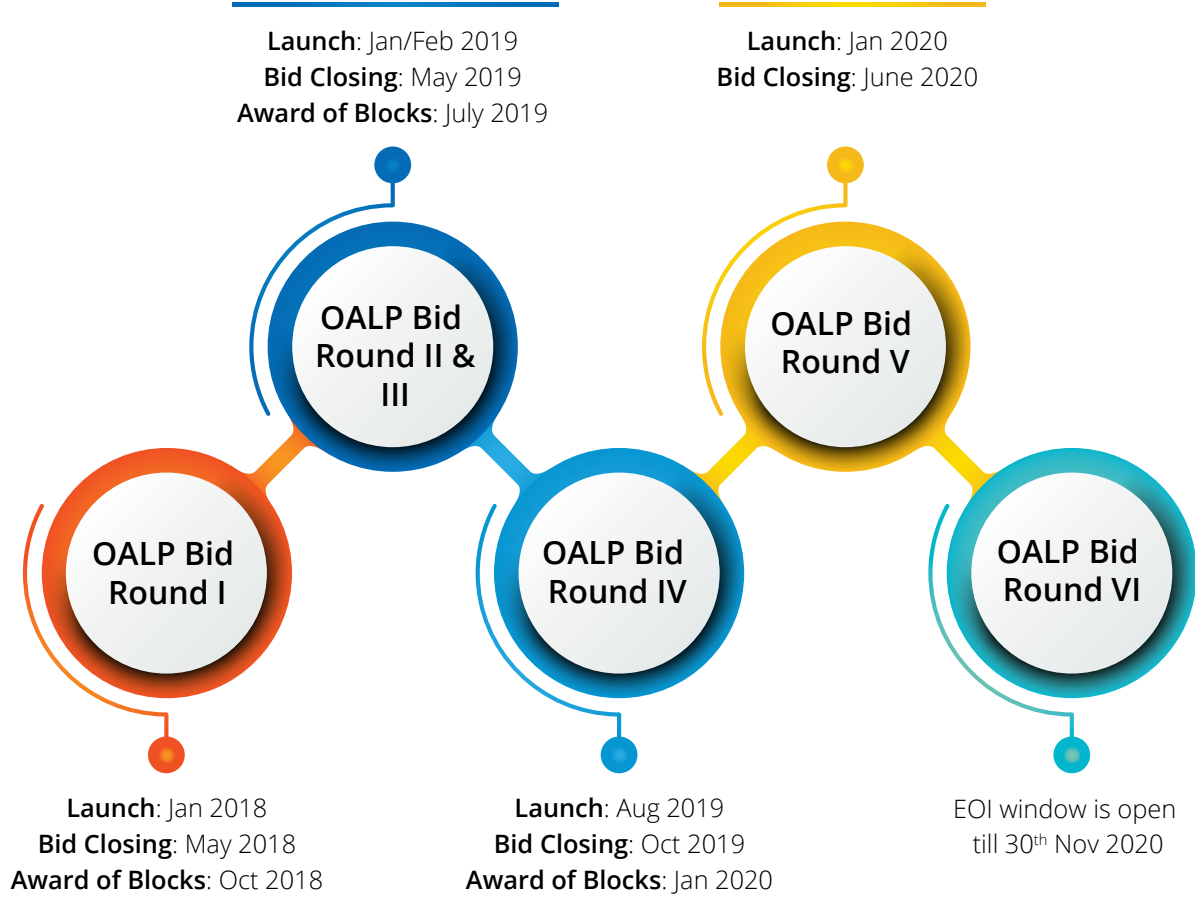 Launch: Jan/Feb 2019
Bid Closing: May 2019
Award of Blocks: July 2019
Launch: Jan 2020
Bid Closing: June 2020
OALP Bid
Round II &
III
OALP Bid
Round V
OALP Bid
Round I
OALP Bid
Round IV
OALP Bid
Round VI
Launch: Jan 2018
Bid Closing: May 2018
Award of Blocks: Oct 2018
Launch: Aug 2019
Bid Closing: Oct 2019
Award of Blocks: Jan 2020
EOI window is open
till 30th Nov 2020